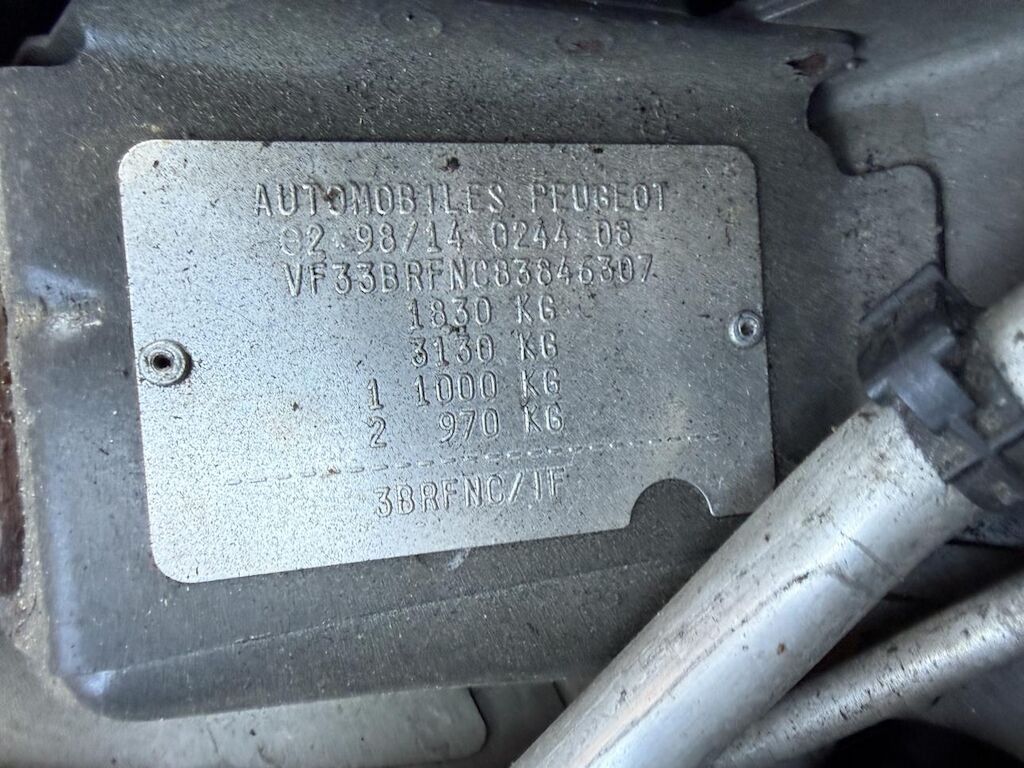 AUTOMOBILES PEUGEOT
e2*98/14*0244*08
VF33BRFNC83846307
1830 KG
3130 KG
1 1000 KG
2 970 KG
3BRFNC/IF